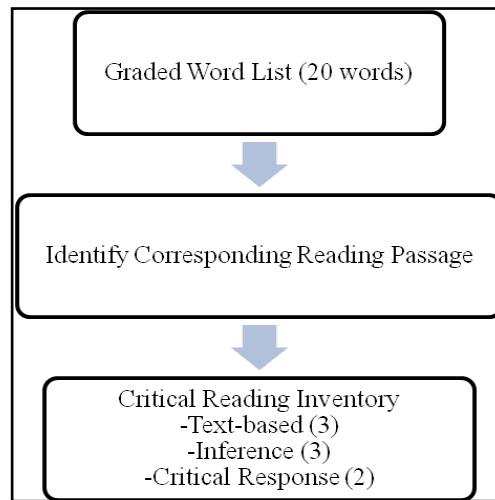 Graded Word List (20 words)
Identify Corresponding Reading Passage
Critical Reading Inventory
-Text-based (3)
-Inference (3)
-Critical Response (2)